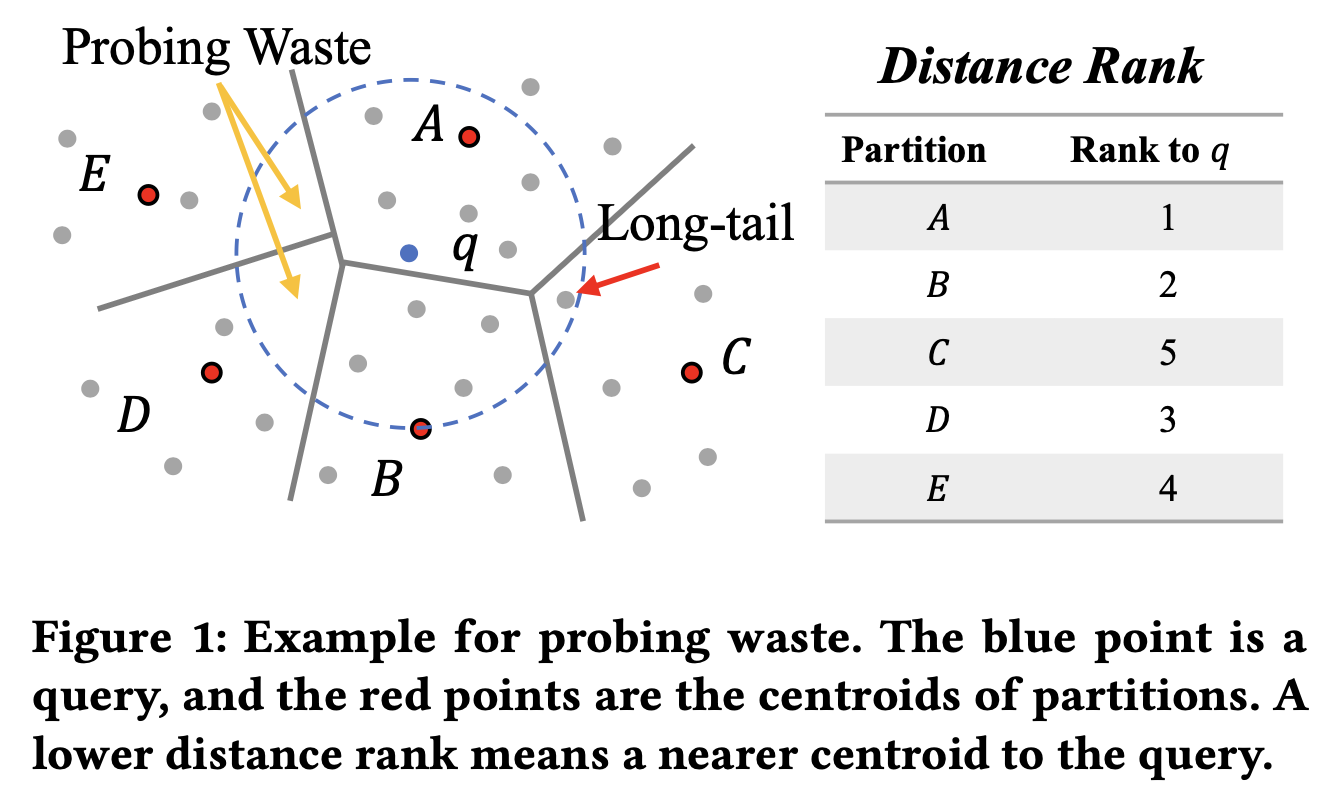 Probing Waste
A
E
q
Long-tail
C
D
B
Distance Rank
Partition Rank to q
A 1
B 2
C 5
D 3
E 4
Figure 1: Example for probing waste. The blue point is a
query, and the red points are the centroids of partitions. A
lower distance rank means a nearer centroid to the query.